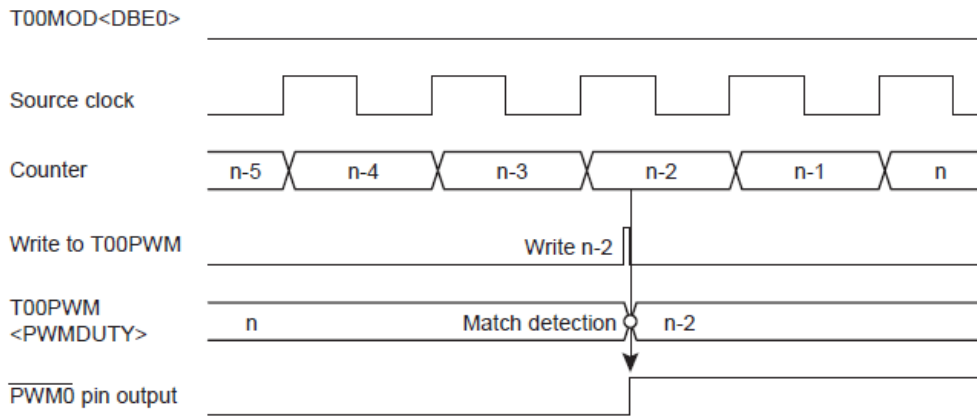 T00MOD<DBE0>
Source clock
Counter n-5 n-4 n-3 n-2 n-1 n
Write to T00PWM Write n-2
T00PWM
<PWMDUTY> n Match detection n-2
PWM0 pin output